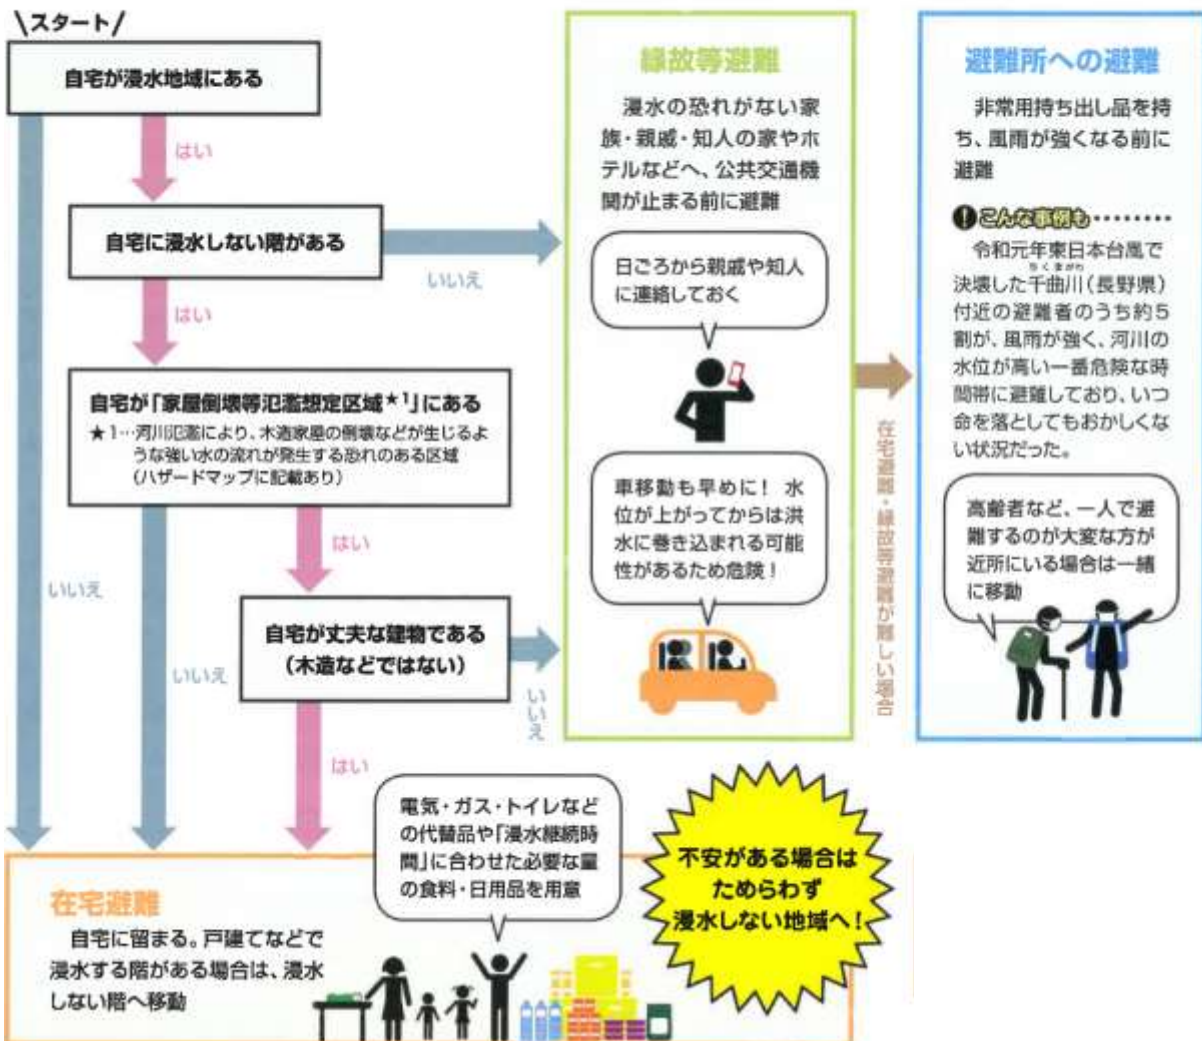 スタート
自宅が浸水地域にある
はい
自宅に浸水しない階がある
いいえ
はい
自宅が「家屋倒壊等氾濫想定区域★1」にある
★1…河川氾濫により、木造家屋の倒壊などが生じるよ
うな強い水の流れが発生する恐れのある区域
(ハザードマップに記載あり)
いいえ
いいえ
はい
自宅が丈夫な建物である
(木造などではない)
いいえ
はい
縁故等避難
浸水の恐れがない家
族・親戚・知人の家やホ
テルなどへ、公共交通機
関が止まる前に避難
日ごろから親戚や知人
に連絡しておく
車移動も早めに! 水
位が上がってからは洪
水に巻き込まれる可能
性があるため危険!
在宅避難・縁故等避難が難しい場合
避難所への避難
非常用持ち出し品を持
ち、風雨が強くなる前に
避難
!こんな事例も………
令和元年東日本台風で
ちくまがわ
決壊した千曲川(長野県)
付近の避難者のうち約5
割が、風雨が強く、河川の
水位が高い一番危険な時
間帯に避難しており、いつ
命を落としてもおかしくな
い状況だった。
高齢者など、一人で避
難するのが大変な方が
近所にいる場合は一緒
に移動
在宅避難
自宅に留まる。戸建てなどで
浸水する階がある場合は、浸水
しない階へ移動
電気・ガス・トイレなど
の代替品や「浸水継続時
間」に合わせた必要な量
の食料・日用品を用意
不安がある場合は
ためらわず
浸水しない地域へ!